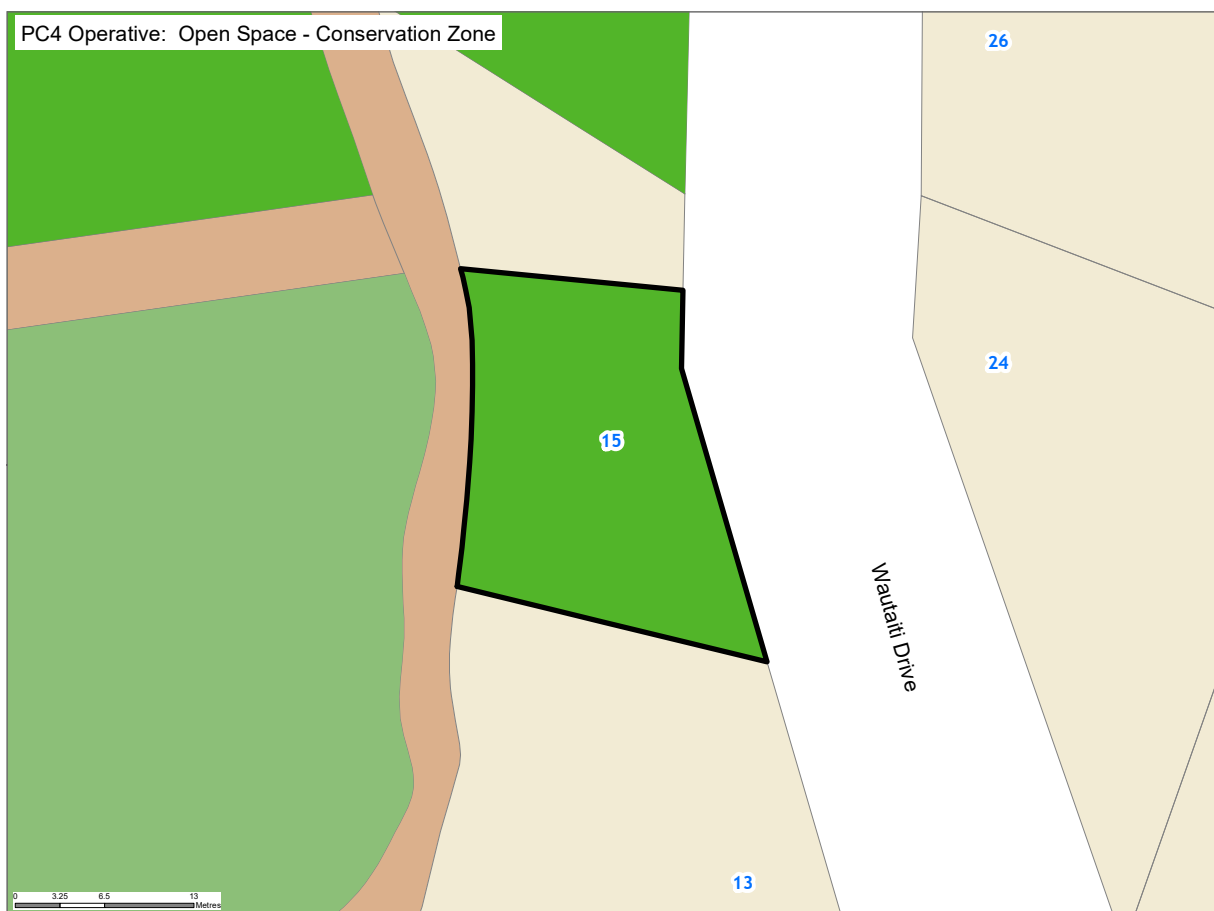 PC4 Operative:  Open Space - Conservation Zone
26
24
15
Wautaiti Drive
13
0 3.25 6.5 13
Metres